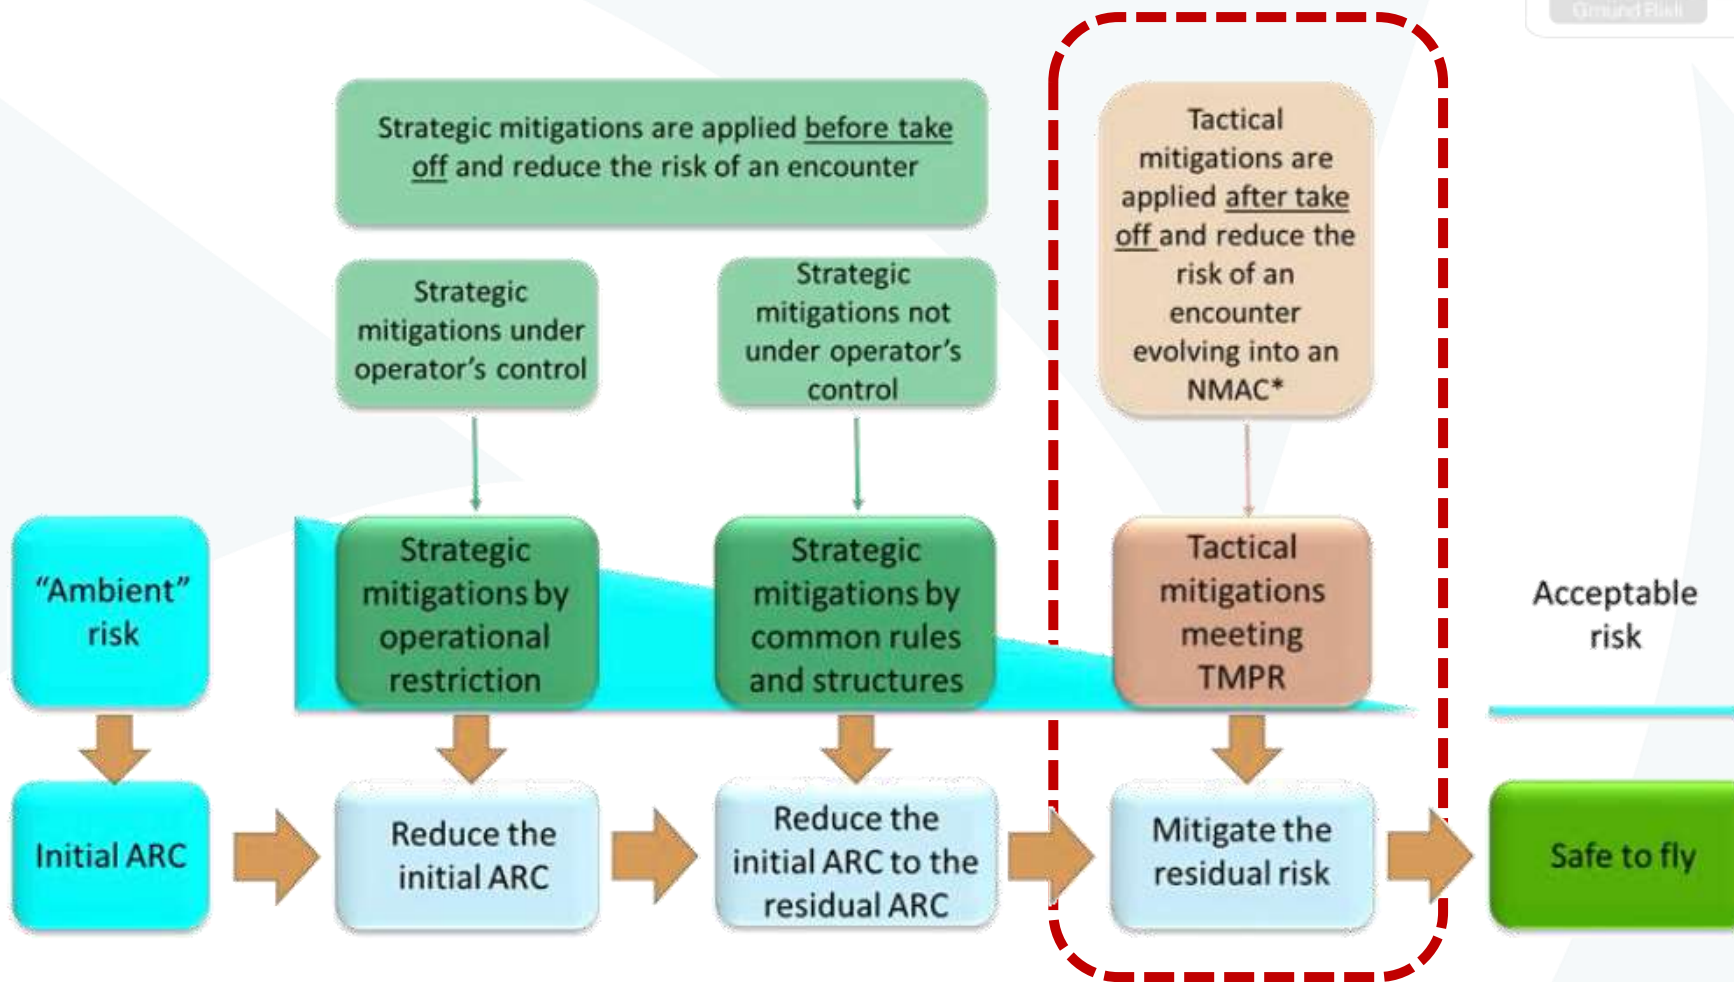 Strategic mitigations are applied before take
off and reduce the risk of an encounter
Tactical
mitigations are
applied after take
off and reduce the
risk of an
encounter
evolving into an
NMAC*
Strategic
mitigations under
operator's control
Strategic
mitigations not
under operator's
control
"Ambient"
risk
Strategic
mitigations by
operational
restriction
Strategic
mitigations by
common rules
and structures
Tactical
mitigations
meeting
TMPR
Acceptable
risk
Initial ARC
Reduce the
initial ARC
Reduce the
initial ARC to the
residual ARC
Mitigate the
residual risk
Safe to fly